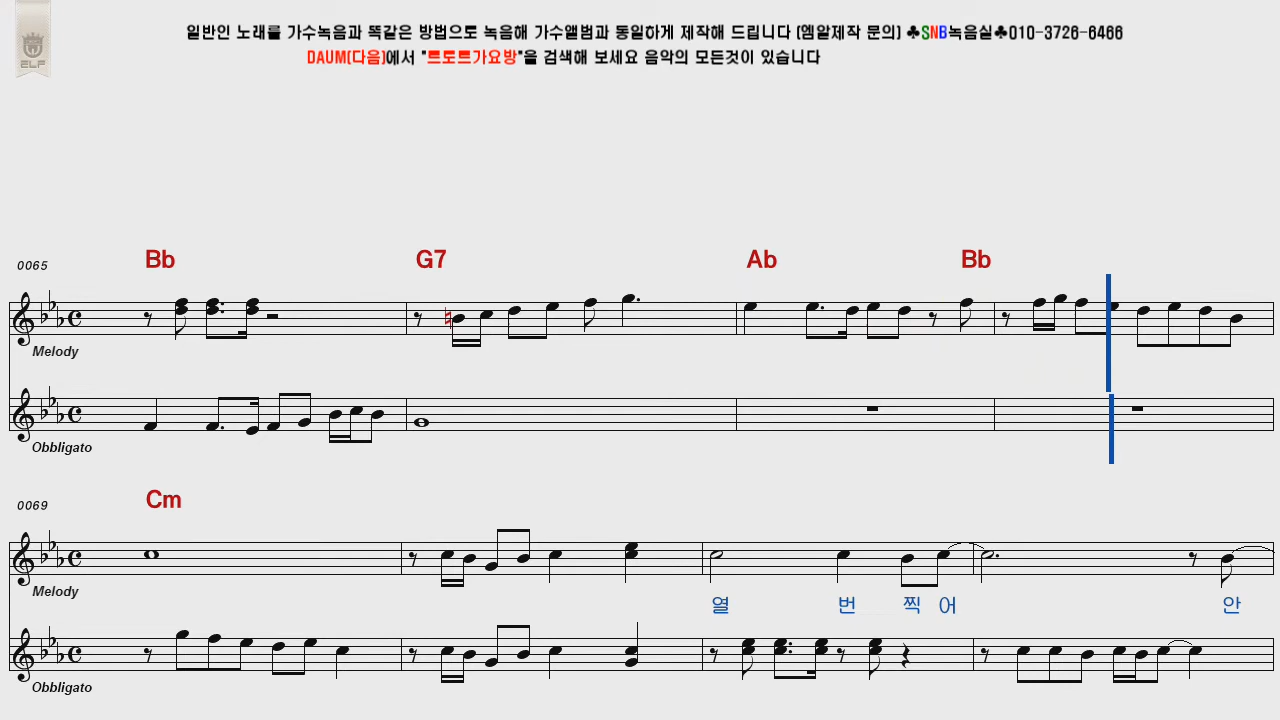 일반인 노래를 가수녹음과 똑같은 방법으로 녹음해 가수앨범과 동일하게 제작해 드립니다 (엠알제작 문의) ♣SNB녹음실♣010-3726-6466
DAUM(다음)에서 "트로트가요방"을 검색해 보세요 음악의 모든것이 있습니다
ELF
Bb G7 Ab Bb
0065
Melody
Obbligato
Cm
0069
Melody
열 번 찍 어 안
Obbligato